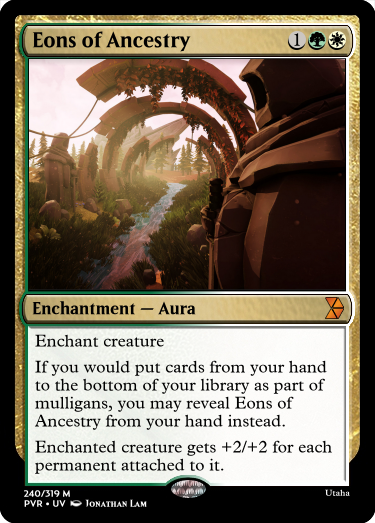 Eons of Ancestry 1
Enchantment — Aura
Enchant creature
If you would put cards from your hand
to the bottom of your library as part of
mulligans, you may reveal Eons of
Ancestry from your hand instead.
Enchanted creature gets +2/+2 for each
permanent attached to it.
240/319 M
Utaha
PVR • UV Jonathan Lam